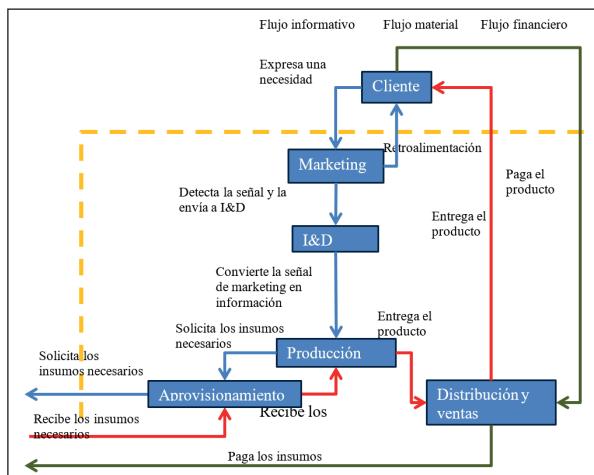 Flujo informativo
Flujo material
Flujo financiero
Expresa una
necesidad
Cliente
Retroalimentación
Marketing
Paga el
producto
Detecta la señal y la
envía a I&D
Entrega el
producto
I&D
Convierte la señal
de marketing en
información
Entrega el
producto
Solicita los insumos
necesarios
Producción
Solicita los
insumos necesarios
Aprovisionamiento
Distribución y
ventas
Recibe los
Recibe los insumos
necesarios
Paga los insumos